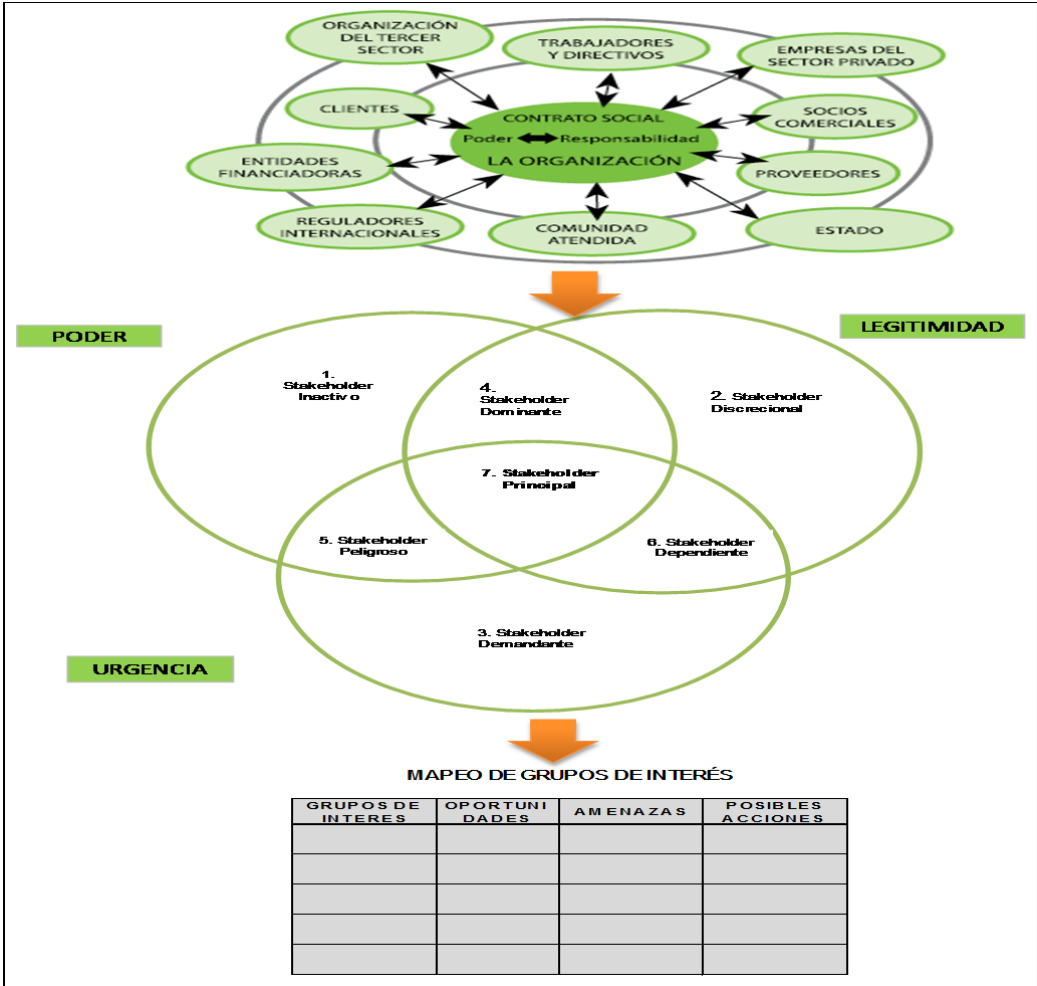 ORGANIZACIÓN
DEL TERCER
SECTOR
TRABAJADORES
Y DIRECTIVOS
EMPRESAS DEL
SECTOR PRIVADO
CLIENTES
CONTRATO SOCIAL
Poder Responsabilidad
LA ORGANIZACIÓN
SOCIOS
COMERCIALES
ENTIDADES
FINANCIADORAS
PROVEEDORES
REGULADORES
INTERNACIONALES
COMUNIDAD
ATENDIDA
ESTADO
PODER
LEGITIMIDAD
1.
Stakeholder
Inactivo
4.
Stakeholder
Dominante
2. Stakeholder
Discrecional
7. Stakeholder
Principal
5. Stakeholder
Peligroso
6. Stakeholder
Dependiente
3. Stakeholder
Demandante
URGENCIA
MAPEO DE GRUPOS DE INTERÉS
GRUPOS DE
INTERES
OPORTUNI
DADES
AMENAZAS
POSIBLES
ACCIONES